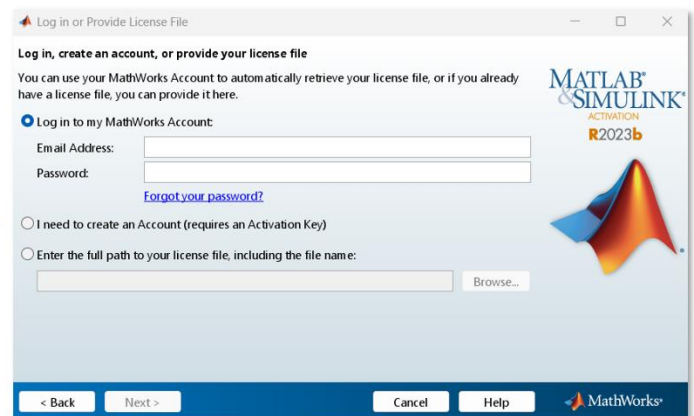 Log in or Provide License File
Log in, create an account, or provide your license file
You can use your MathWorks Account to automatically retrieve your license file, or if you already
have a license file, you can provide it here.
MATLAB®
&SIMULINK®
ACTIVATION
R2023b
Log in to my MathWorks Account:
Email Address:
Password:
Forgot your password?
I need to create an Account (requires an Activation Key)
Enter the full path to your license file, including the file name:
Browse...
< Back Next > Cancel Help MathWorks®